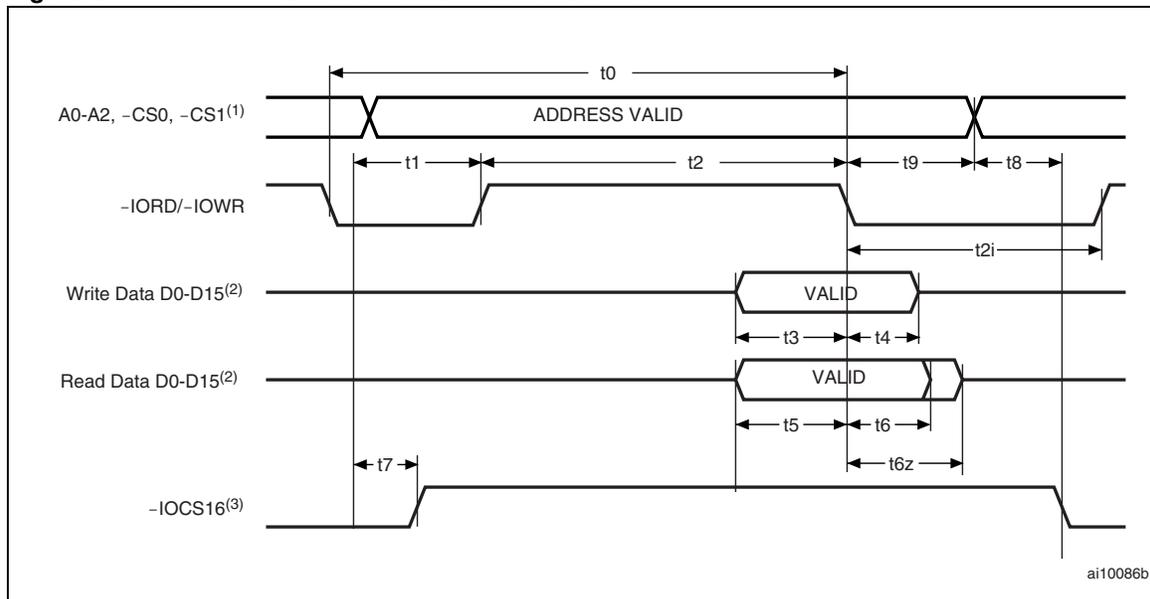 t0
A0-A2, −CS0, −CS1(1)
ADDRESS VALID
t1
t2
t9
t8
−IORD/−IOWR
t2i
Write Data D0-D15(2)
VALID
t3
t4
Read Data D0-D15(2)
VALID
t5
t6
t7
t6z
−IOCS16(3)
ai10086b